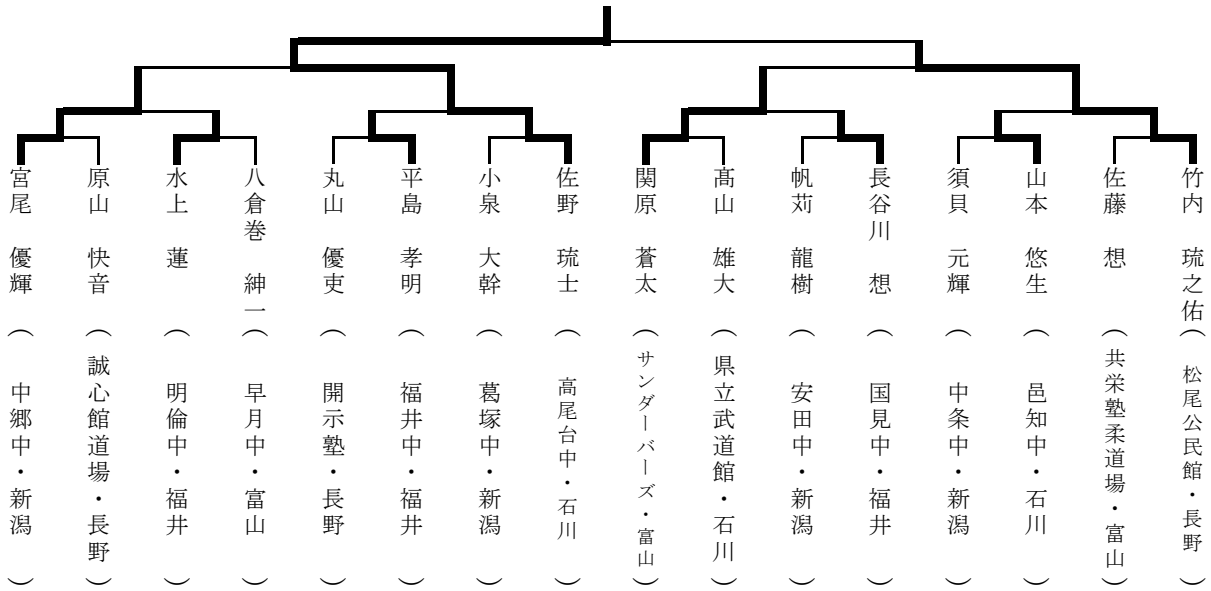 宮尾 優輝（中郷中・新潟）
原山 快音（誠心館道場・長野）
水上 蓮（明倫中・福井）
八倉巻 紳一（早月中・富山）
丸山 優吏（開示塾・長野）
平島 孝明（福井中・福井）
小泉 大幹（葛塚中・新潟）
佐野 琉士（高尾台中・石川）
関原 蒼太（サンダーバーズ・富山）
髙山 雄大（県立武道館・石川）
帆苅 龍樹（安田中・新潟）
長谷川 想（国見中・福井）
須貝 元輝（中条中・新潟）
山本 悠生（邑知中・石川）
佐藤 想（共栄塾柔道場・富山）
竹内 琉之佑（松尾公民館・長野）